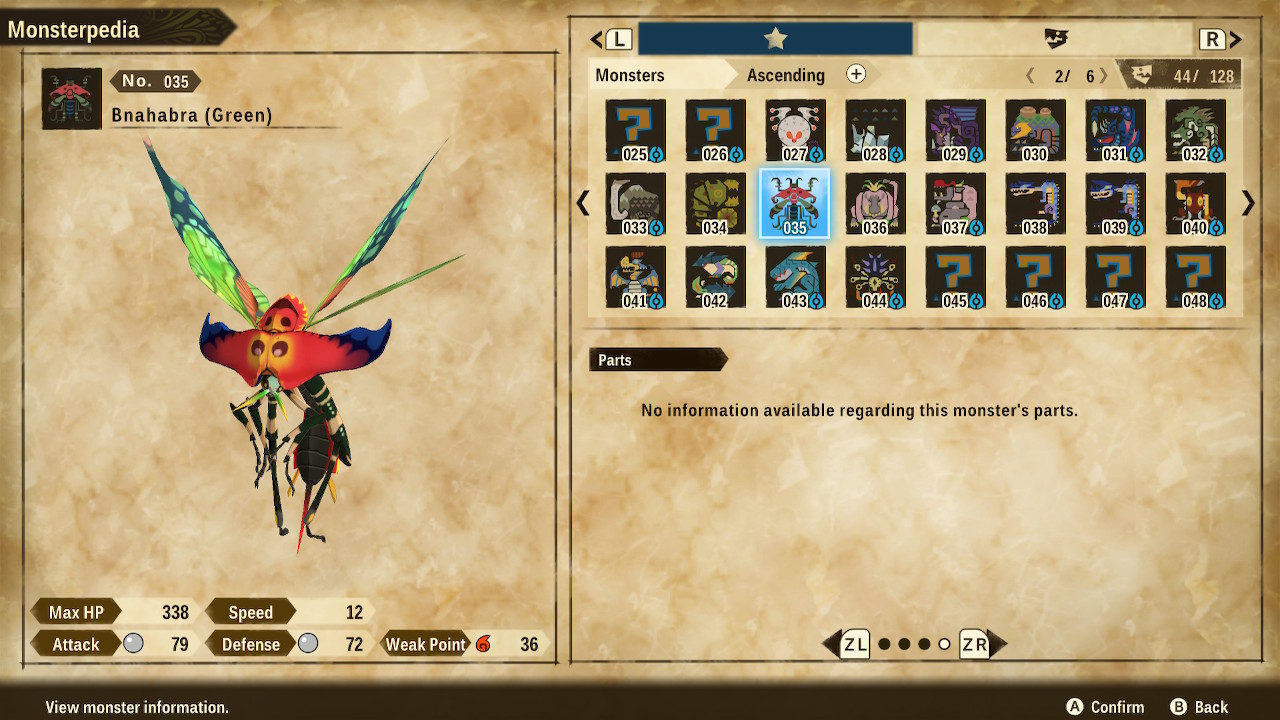 Monsterpedia
No. 035
Bnahabra (Green)
Max HP 338 Speed 12
Attack 79 Defense 72 Weak Point 36
L R
Monsters Ascending 2/ 6 44/ 128
? ? 
025 026 027 028 029 030 031 032
033 034 035 036 037 038 039 040
? ? ? ?
041 042 043 044 045 046 047 048
Parts
No information available regarding this monster's parts.
ZL ZR
View monster information.
A Confirm B Back